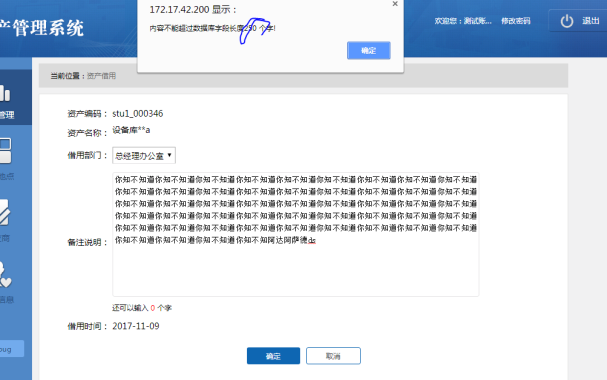 172.17.42.200 显示：
内容不能超过数据库字段长度250 个字!
确定
产管理系统
欢迎您：测试账...
修改密码
退出
当前位置：资产借用
管理
资产编码： stu1_000346
资产名称： 设备库**a
借用部门： 总经理办公室
备注说明：
你知不知道你知不知道你知不知道你知不知道你知不知道你知不知道你知不知道你知不知道你知不知道
你知不知道你知不知道你知不知道你知不知道你知不知道你知不知道你知不知道你知不知道你知不知道
你知不知道你知不知道你知不知道你知不知道你知不知道你知不知道你知不知道你知不知道你知不知道
你知不知道你知不知道你知不知道你知不知道你知不知道你知不知道你知不知道你知不知道你知不知道
你知不知道你知不知道你知不知道你知不知道你知不知道你知不知道你知不知道你知不知道你知不知道
你知不知道你知不知道你知不知道你知不知阿达阿萨德
还可以输入 0 个字
借用时间： 2017-11-09
确定
取消